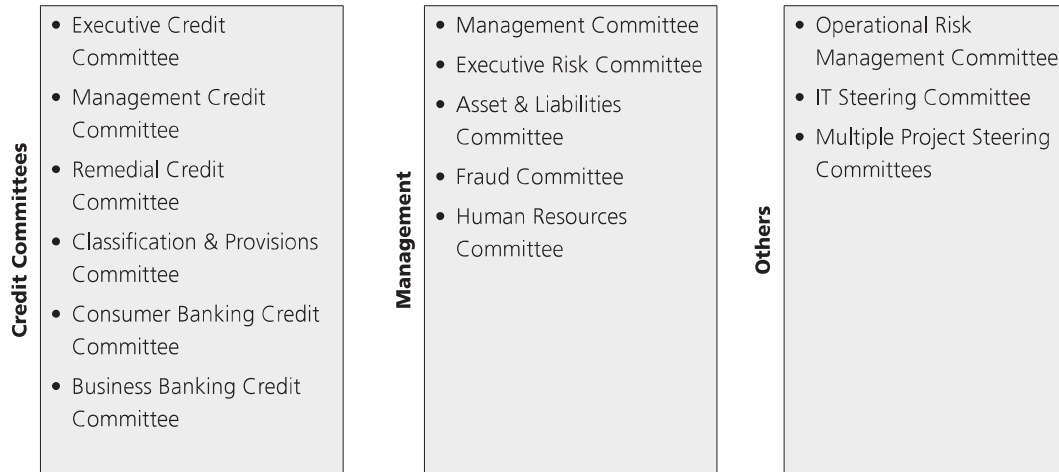 Credit Committees
• Executive Credit
Committee
• Management Credit
Committee
• Remedial Credit
Committee
• Classification & Provisions
Committee
• Consumer Banking Credit
Committee
• Business Banking Credit
Committee
Management
• Management Committee
• Executive Risk Committee
• Asset & Liabilities
Committee
• Fraud Committee
• Human Resources
Committee
Others
• Operational Risk
Management Committee
• IT Steering Committee
• Multiple Project Steering
Committees